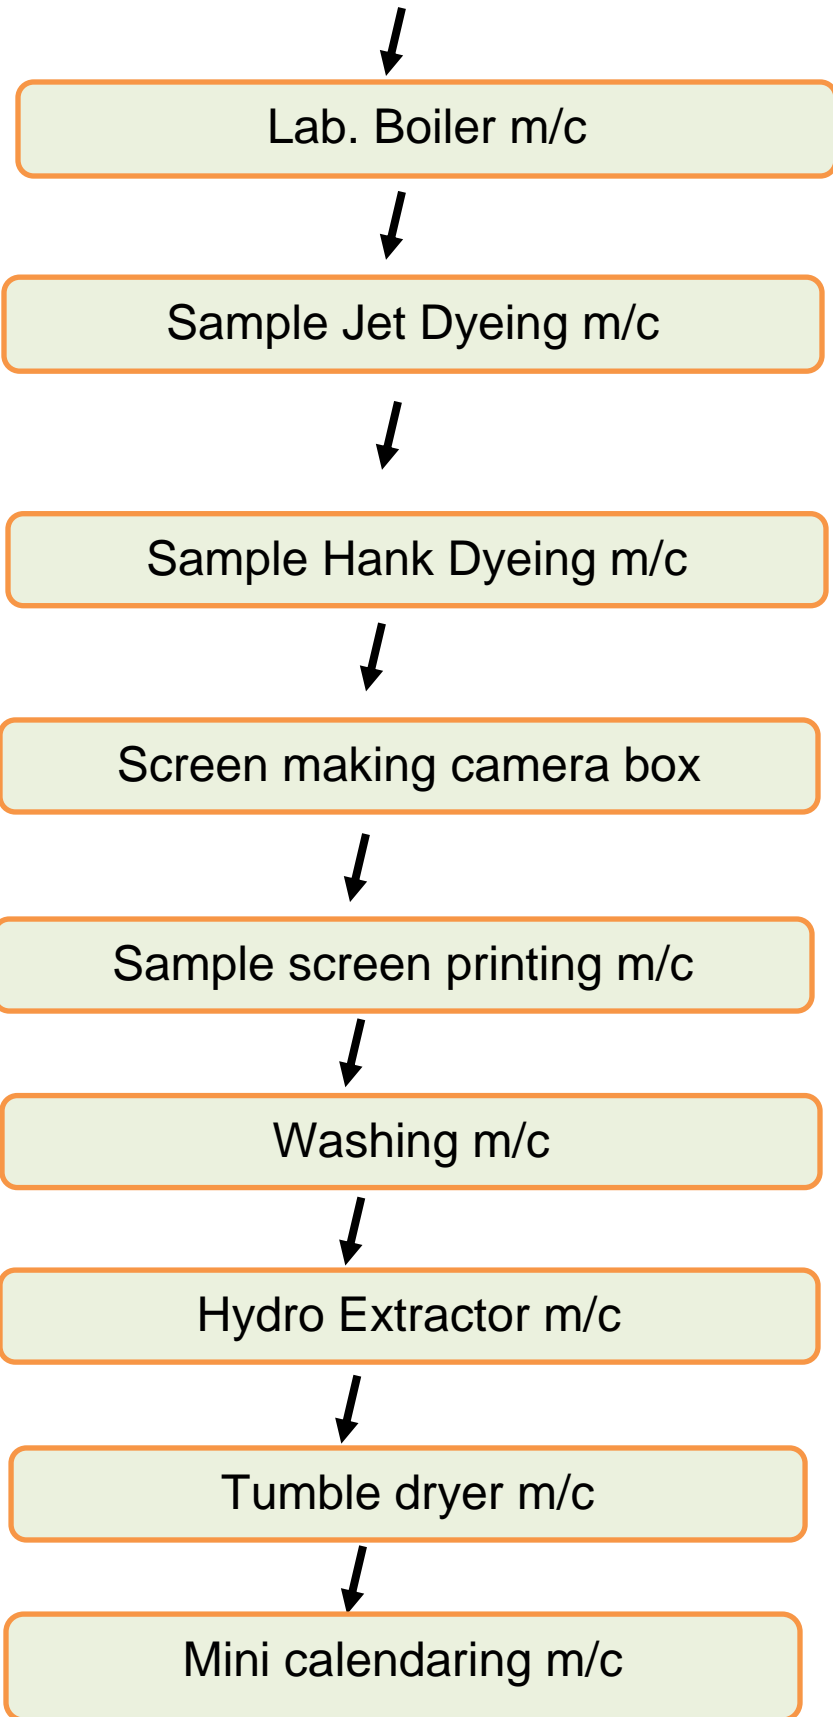 Lab. Boiler m/c
Sample Jet Dyeing m/c
Sample Hank Dyeing m/c
Screen making camera box
Sample screen printing m/c
Washing m/c
Hydro Extractor m/c
Tumble dryer m/c
Mini calendaring m/c